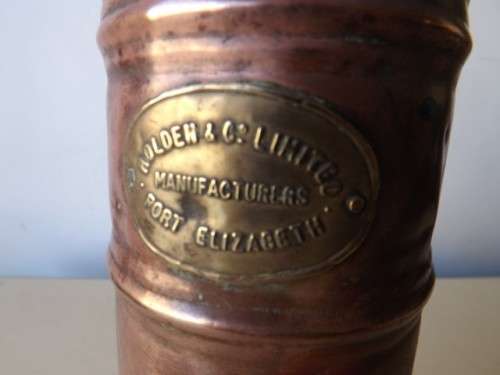 HOLDEN & Co. LIMITED
MANUFACTURERS
· PORT ELIZABETH ·